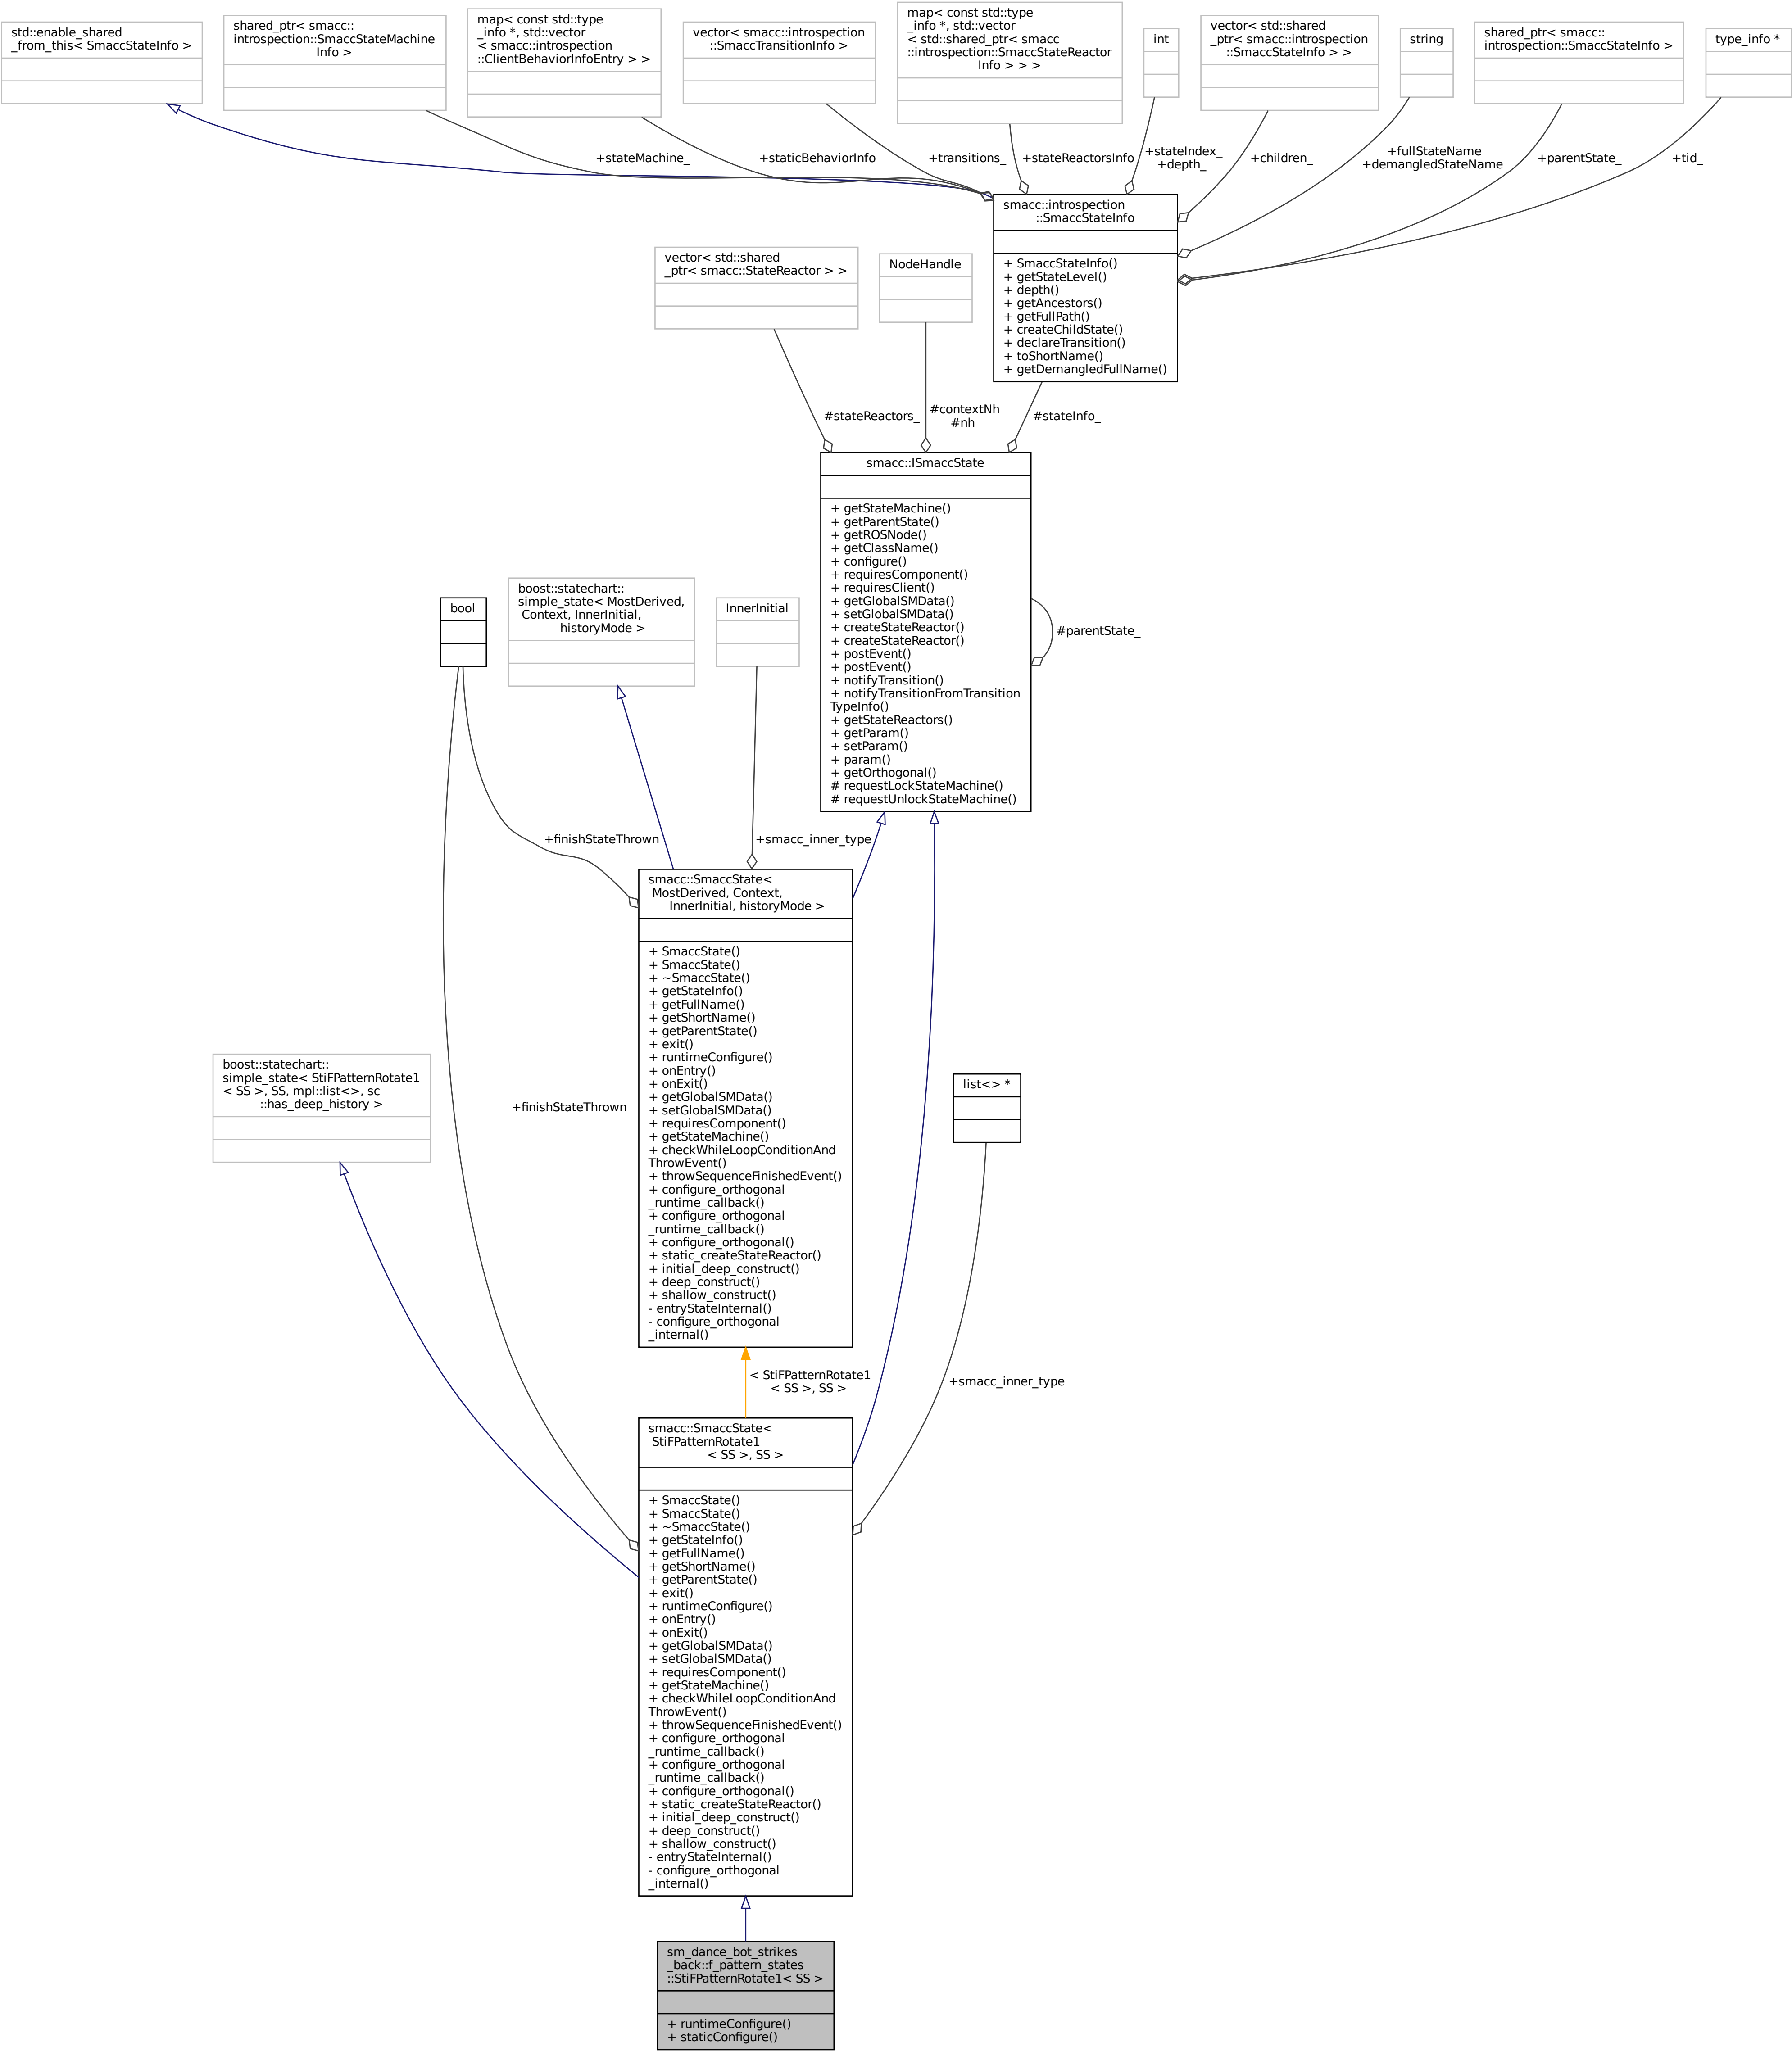 std::enable_shared
_from_this< SmaccStateInfo >
shared_ptr< smacc::
introspection::SmaccStateMachine
Info >
map< const std::type
_info *, std::vector
< smacc::introspection
::ClientBehaviorInfoEntry > >
vector< smacc::introspection
::SmaccTransitionInfo >
map< const std::type
_info *, std::vector
< std::shared_ptr< smacc
::introspection::SmaccStateReactor
Info > > >
int
vector< std::shared
_ptr< smacc::introspection
::SmaccStateInfo > >
string
shared_ptr< smacc::
introspection::SmaccStateInfo >
type_info *
+stateMachine_
+staticBehaviorInfo
+transitions_
+stateReactorsInfo
+stateIndex_
+depth_
+children_
+fullStateName
+demangledStateName
+parentState_
+tid_
smacc::introspection
::SmaccStateInfo
+ SmaccStateInfo()
+ getStateLevel()
+ depth()
+ getAncestors()
+ getFullPath()
+ createChildState()
+ declareTransition()
+ toShortName()
+ getDemangledFullName()
vector< std::shared
_ptr< smacc::StateReactor > >
NodeHandle
#stateReactors_
#contextNh
#nh
#stateInfo_
smacc::ISmaccState
+ getStateMachine()
+ getParentState()
+ getROSNode()
+ getClassName()
+ configure()
+ requiresComponent()
+ requiresClient()
+ getGlobalSMData()
+ setGlobalSMData()
+ createStateReactor()
+ createStateReactor()
+ postEvent()
+ postEvent()
+ notifyTransition()
+ notifyTransitionFromTransition
TypeInfo()
+ getStateReactors()
+ getParam()
+ setParam()
+ param()
+ getOrthogonal()
# requestLockStateMachine()
# requestUnlockStateMachine()
#parentState_
bool
boost::statechart::
simple_state< MostDerived,
Context, InnerInitial,
historyMode >
InnerInitial
+finishStateThrown
+smacc_inner_type
smacc::SmaccState<
MostDerived, Context,
InnerInitial, historyMode >
+ SmaccState()
+ SmaccState()
+ ~SmaccState()
+ getStateInfo()
+ getFullName()
+ getShortName()
+ getParentState()
+ exit()
+ runtimeConfigure()
+ onEntry()
+ onExit()
+ getGlobalSMData()
+ setGlobalSMData()
+ requiresComponent()
+ getStateMachine()
+ checkWhileLoopConditionAnd
ThrowEvent()
+ throwSequenceFinishedEvent()
+ configure_orthogonal
_runtime_callback()
+ configure_orthogonal
_runtime_callback()
+ configure_orthogonal()
+ static_createStateReactor()
+ initial_deep_construct()
+ deep_construct()
+ shallow_construct()
- entryStateInternal()
- configure_orthogonal
_internal()
boost::statechart::
simple_state< StiFPatternRotate1
< SS >, SS, mpl::list<>, sc
::has_deep_history >
+finishStateThrown
list<> *
< StiFPatternRotate1
< SS >, SS >
+smacc_inner_type
smacc::SmaccState<
StiFPatternRotate1
< SS >, SS >
+ SmaccState()
+ SmaccState()
+ ~SmaccState()
+ getStateInfo()
+ getFullName()
+ getShortName()
+ getParentState()
+ exit()
+ runtimeConfigure()
+ onEntry()
+ onExit()
+ getGlobalSMData()
+ setGlobalSMData()
+ requiresComponent()
+ getStateMachine()
+ checkWhileLoopConditionAnd
ThrowEvent()
+ throwSequenceFinishedEvent()
+ configure_orthogonal
_runtime_callback()
+ configure_orthogonal
_runtime_callback()
+ configure_orthogonal()
+ static_createStateReactor()
+ initial_deep_construct()
+ deep_construct()
+ shallow_construct()
- entryStateInternal()
- configure_orthogonal
_internal()
sm_dance_bot_strikes
_back::f_pattern_states
::StiFPatternRotate1< SS >
+ runtimeConfigure()
+ staticConfigure()